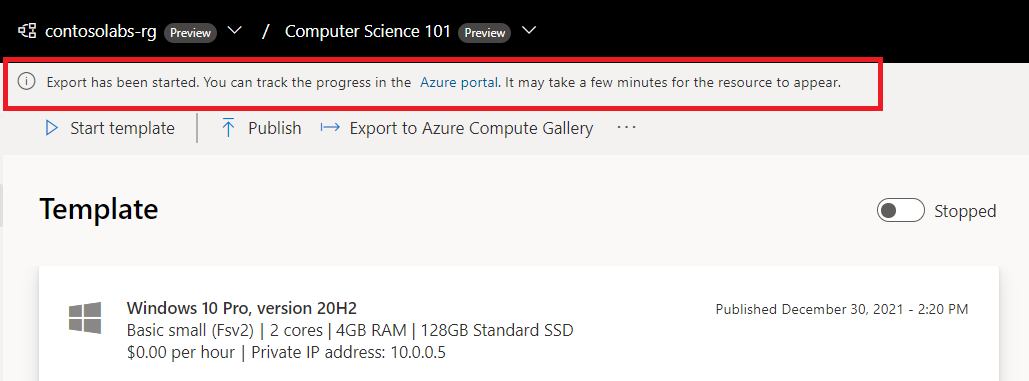 contosolabs-rg Preview / Computer Science 101 Preview
Export has been started. You can track the progress in the Azure portal. It may take a few minutes for the resource to appear.
Start template Publish Export to Azure Compute Gallery ···
Template
Stopped
Windows 10 Pro, version 20H2
Published December 30, 2021 - 2:20 PM
Basic small (Fsv2) | 2 cores | 4GB RAM | 128GB Standard SSD
$0.00 per hour | Private IP address: 10.0.0.5